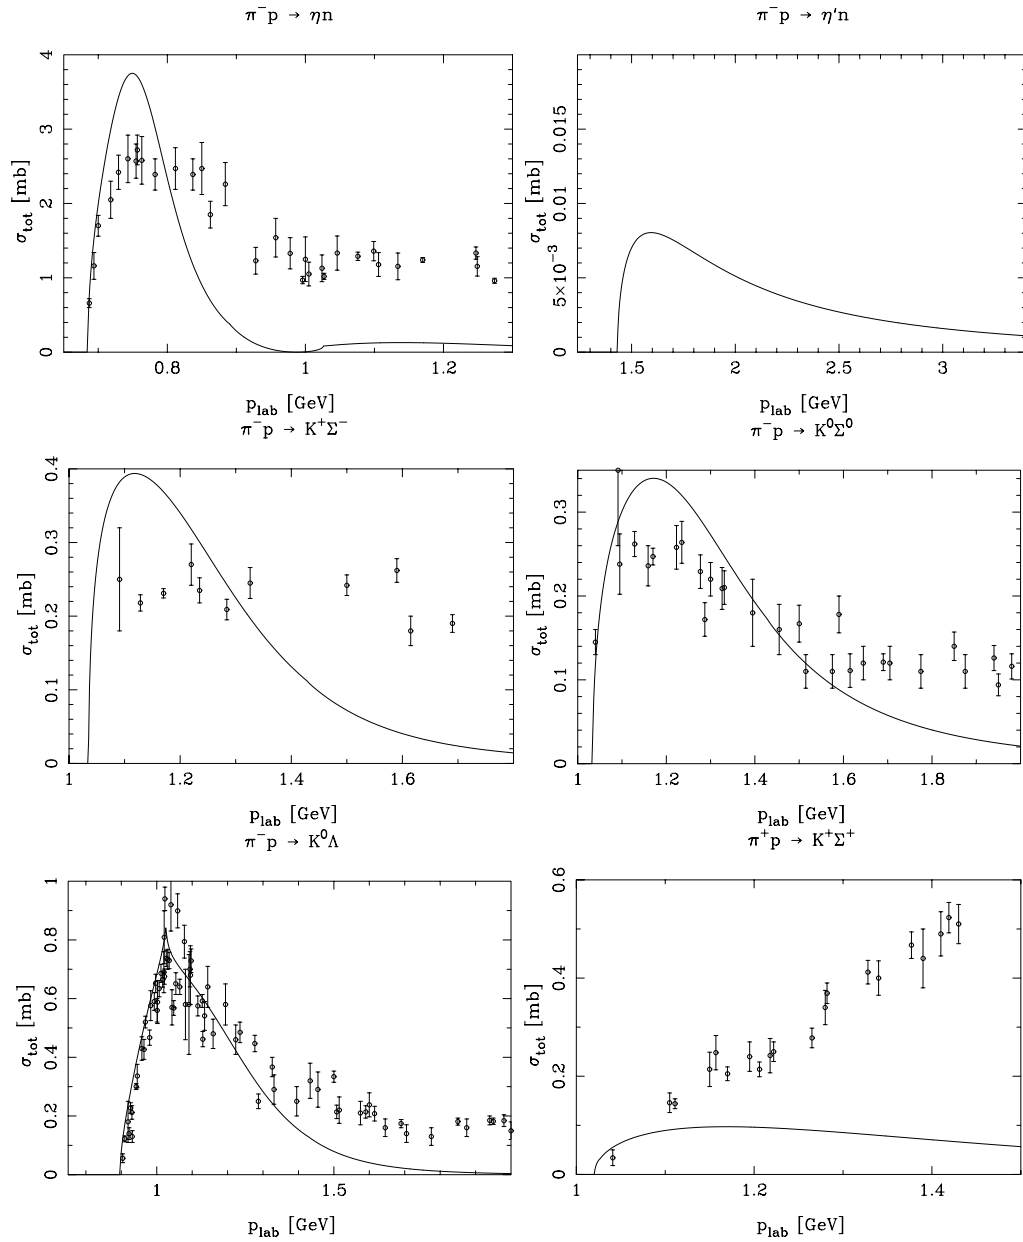 π⁻p → ηn
π⁻p → η′n
σtot [mb]
4
3
2
1
0
0.8
1
1.2
plab [GeV]
σtot [mb]
0.015
0.01
5×10⁻³
0
1.5
2
2.5
3
plab [GeV]
π⁻p → K⁺Σ⁻
π⁻p → K⁰Σ⁰
σtot [mb]
0.4
0.3
0.2
0.1
0
1
1.2
1.4
1.6
plab [GeV]
σtot [mb]
0.3
0.2
0.1
0
1
1.2
1.4
1.6
1.8
plab [GeV]
π⁻p → K⁰Λ
π⁺p → K⁺Σ⁺
σtot [mb]
1
0.8
0.6
0.4
0.2
0
1
1.5
plab [GeV]
σtot [mb]
0.6
0.4
0.2
0
1
1.2
1.4
plab [GeV]